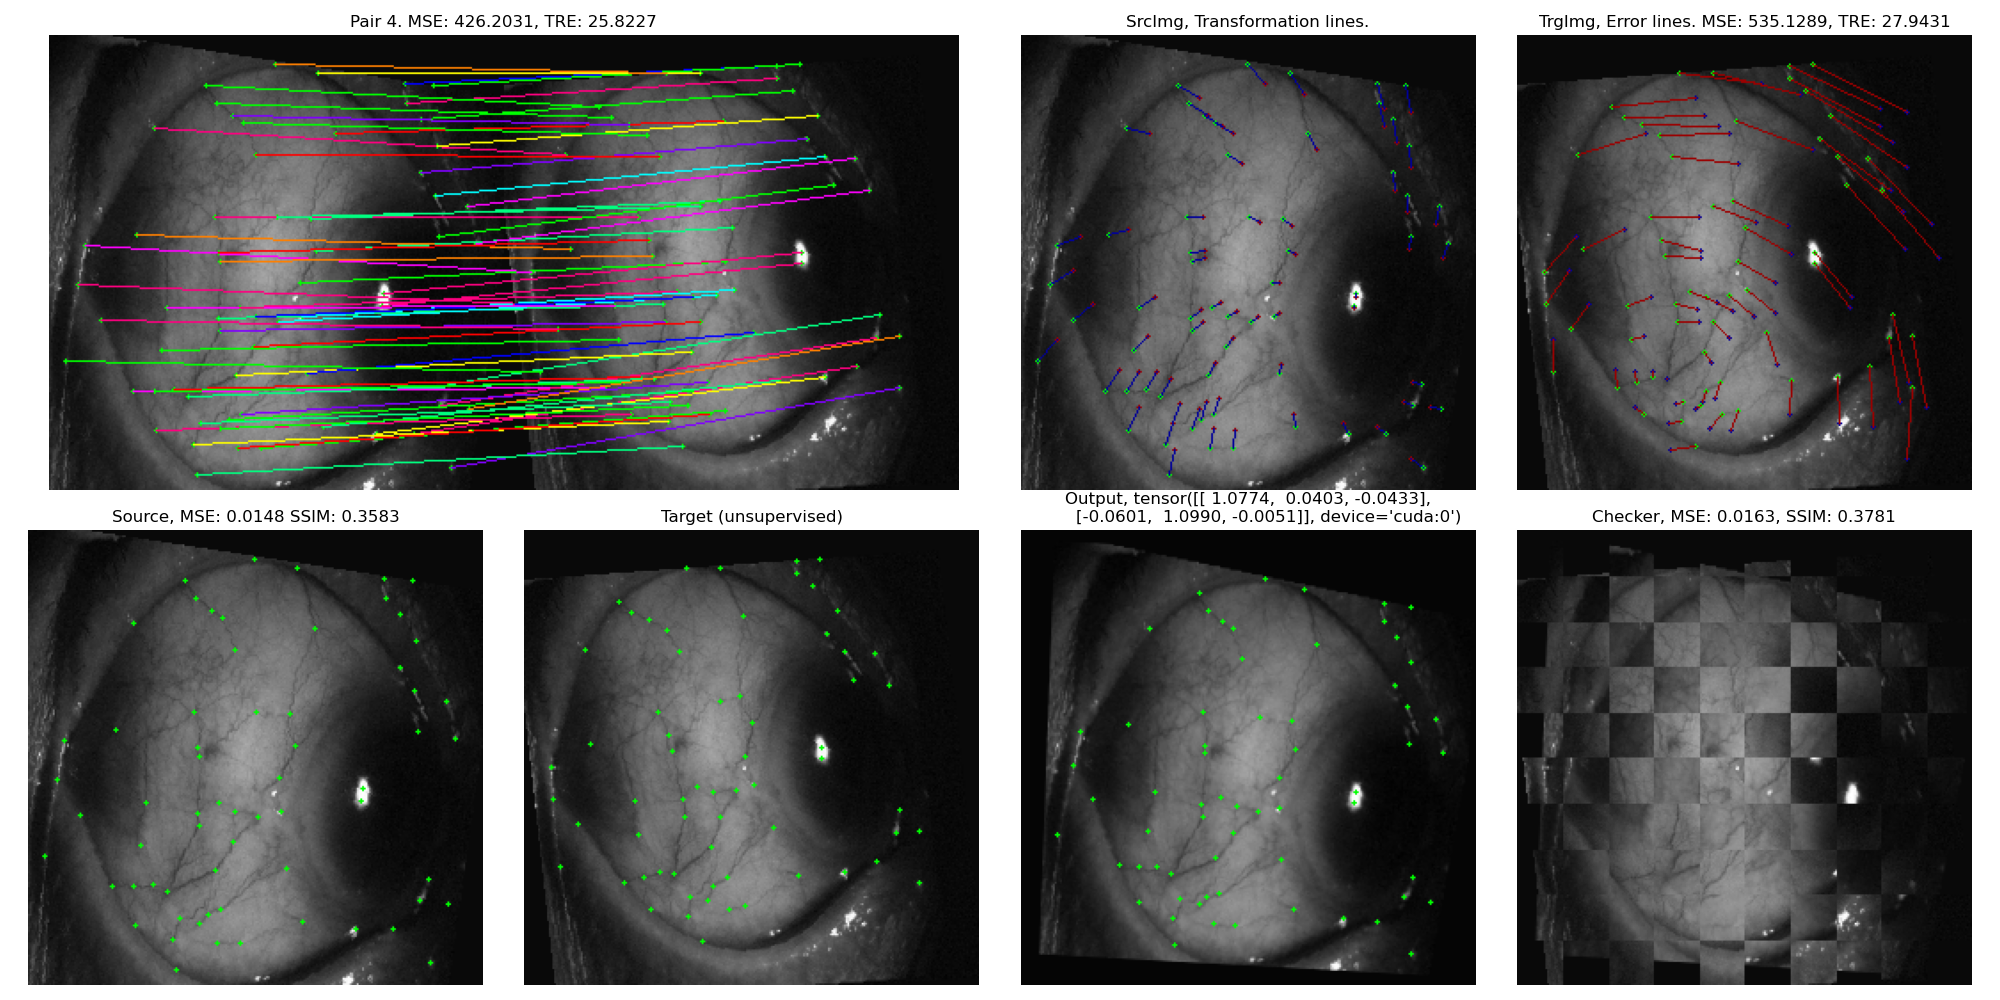 Pair 4. MSE: 426.2031, TRE: 25.8227
SrcImg, Transformation lines.
TrgImg, Error lines. MSE: 535.1289, TRE: 27.9431
Source, MSE: 0.0148 SSIM: 0.3583
Target (unsupervised)
Output, tensor([[ 1.0774, 0.0403, -0.0433],
[-0.0601, 1.0990, -0.0051]], device='cuda:0')
Checker, MSE: 0.0163, SSIM: 0.3781